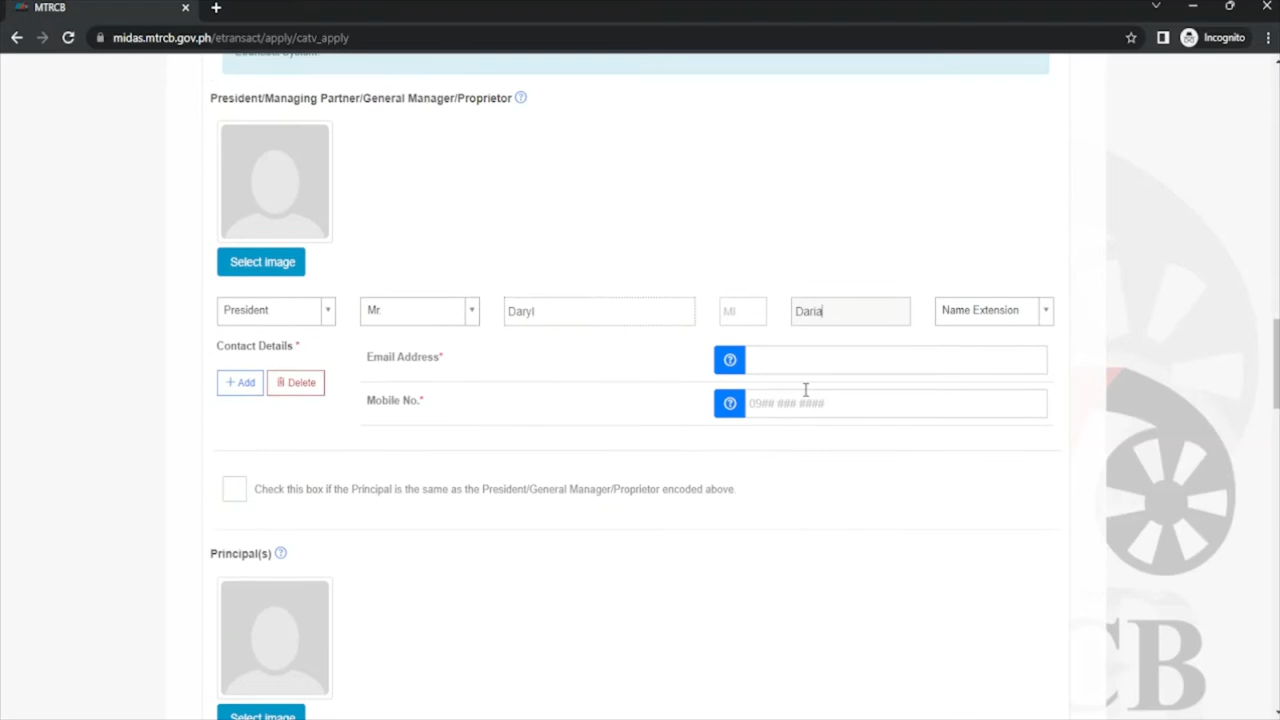 MTRCB
midas.mtrcb.gov.ph/etransact/apply/catv_apply
Incognito
President/Managing Partner/General Manager/Proprietor
Select image
President Mr. Daryl MI Daria Name Extension
Contact Details *
Email Address*
+ Add Delete
Mobile No.* 09## ### ####
Check this box if the Principal is the same as the President/General Manager/Proprietor encoded above.
Principal(s)
Select image
CB